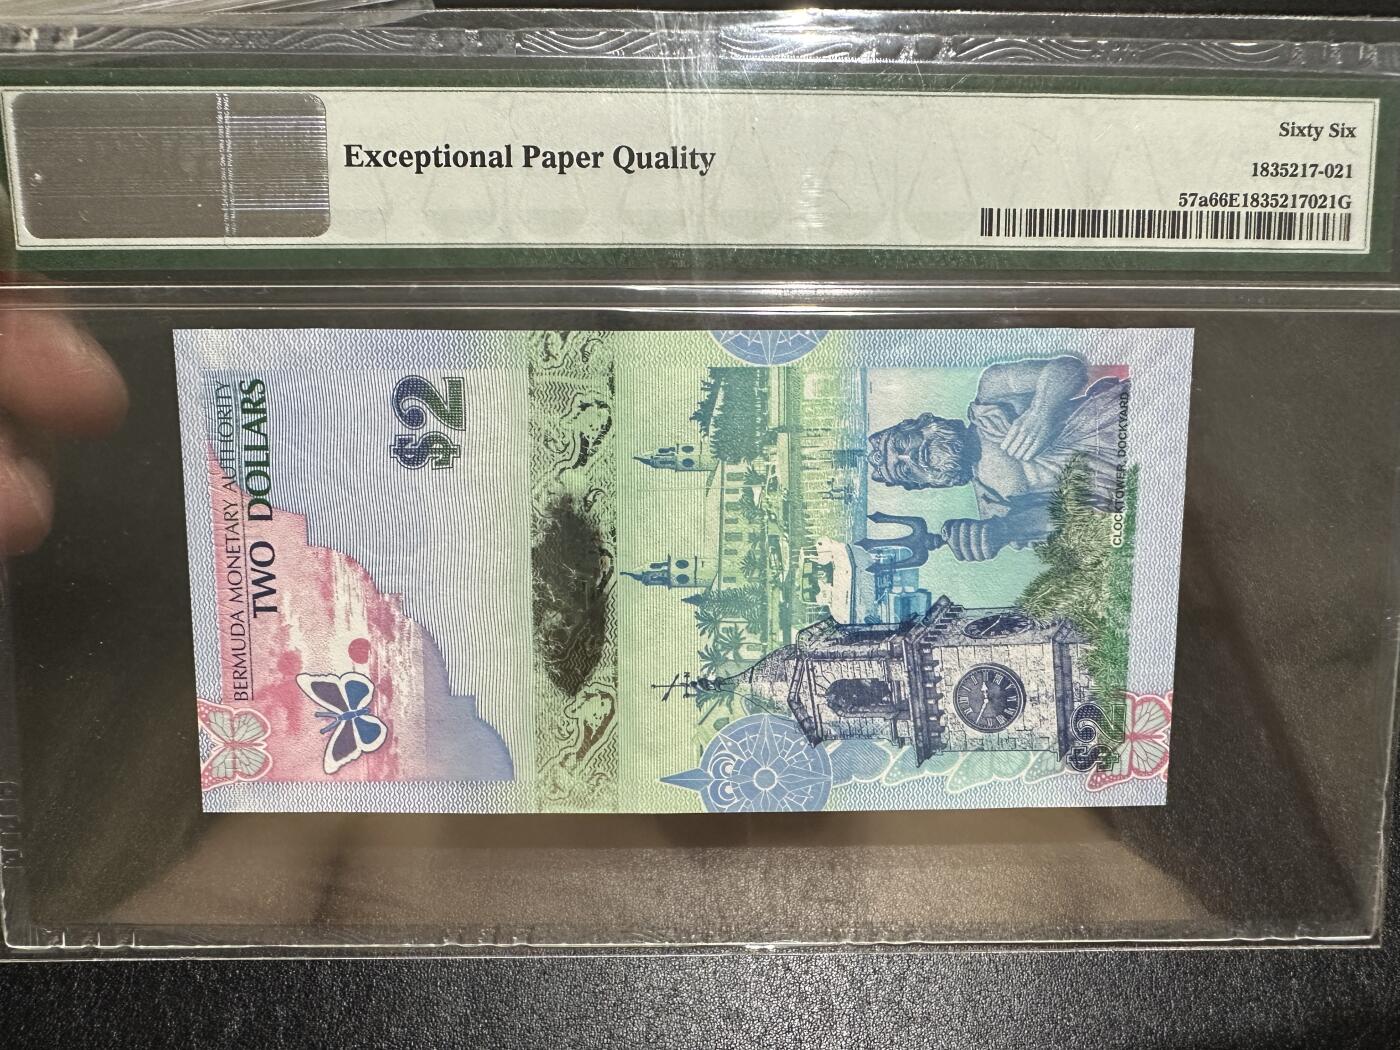 Exceptional Paper Quality
Sixty Six
1835217-021
57a66E1835217021G
BERMUDA MONETARY AUTHORITY
TWO DOLLARS
$2
CLOCKTOWER, DOCKYARD
$2